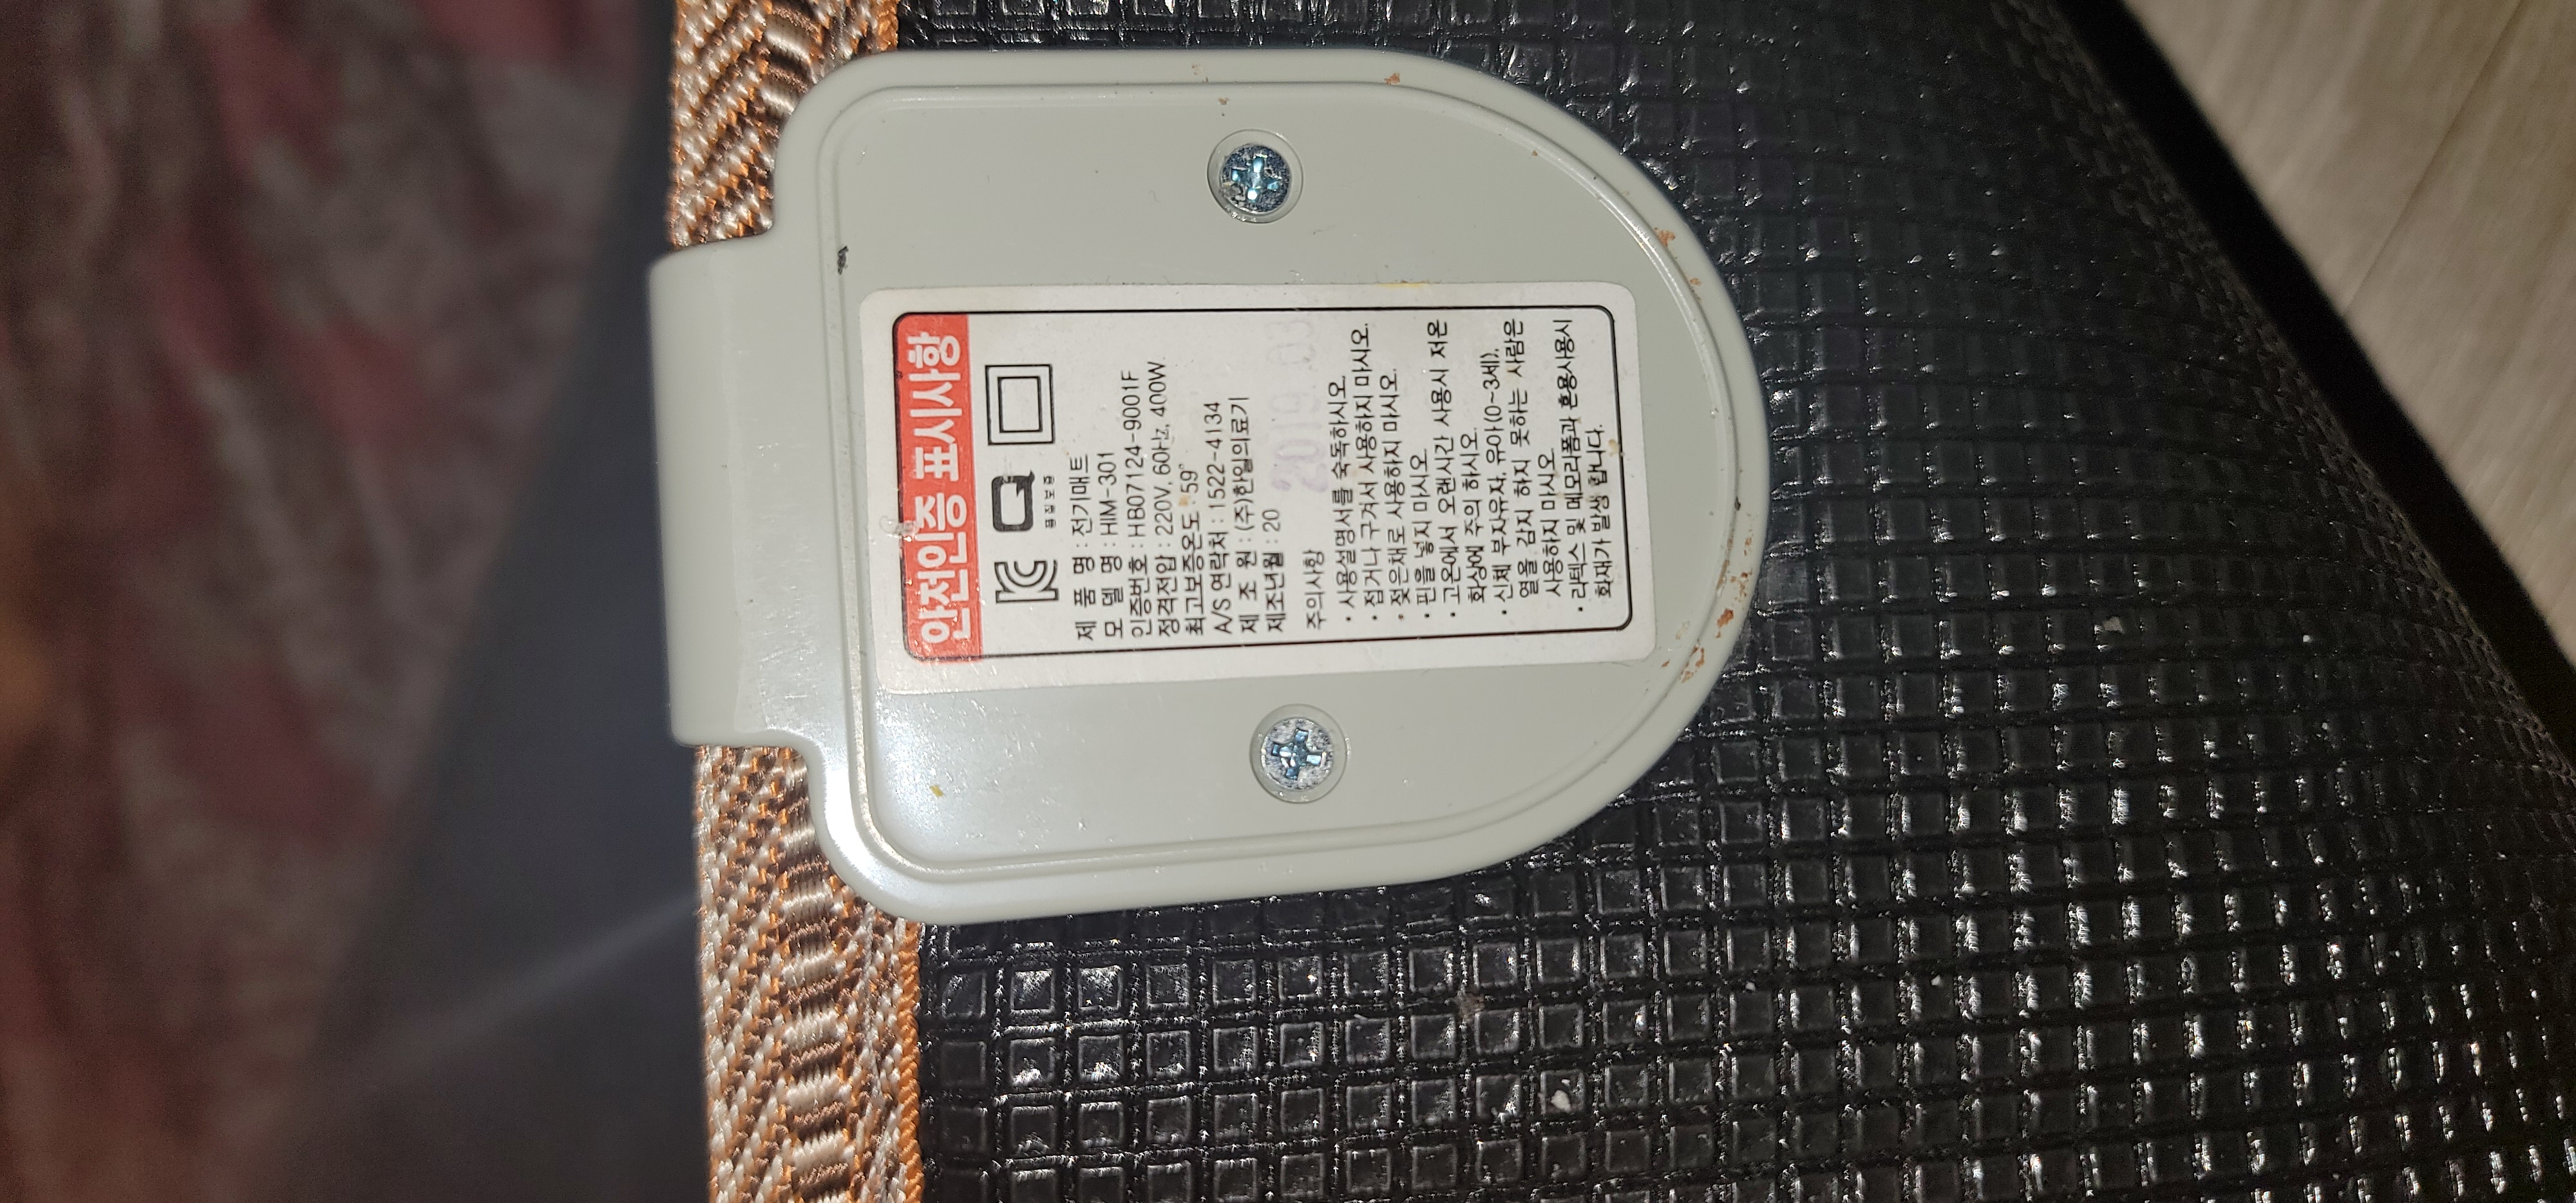 안전인증 표시사항
품질보증
제 품 명 : 전기매트
모 델 명 : HIM-301
인증번호 : HB07124-9001F
정격전압 : 220V, 60Hz, 400W
최고보증온도 : 59°
A/S 연락처 : 1522-4134
제 조 원 : (주)한일의료기
제조년월 : 20
2019. 03
주의사항
• 사용설명서를 숙독하시오.
• 접거나 구겨서 사용하지 마시오.
• 젖은채로 사용하지 마시오.
• 핀을 넣지 마시오.
• 고온에서 오랜시간 사용시 저온
화상에 주의 하시오.
• 신체 부자유자, 유아 (0~3세),
열을 감지 하지 못하는 사람은
사용하지 마시오.
• 라텍스 및 메모리폼과 혼용사용시
화재가 발생 합니다.